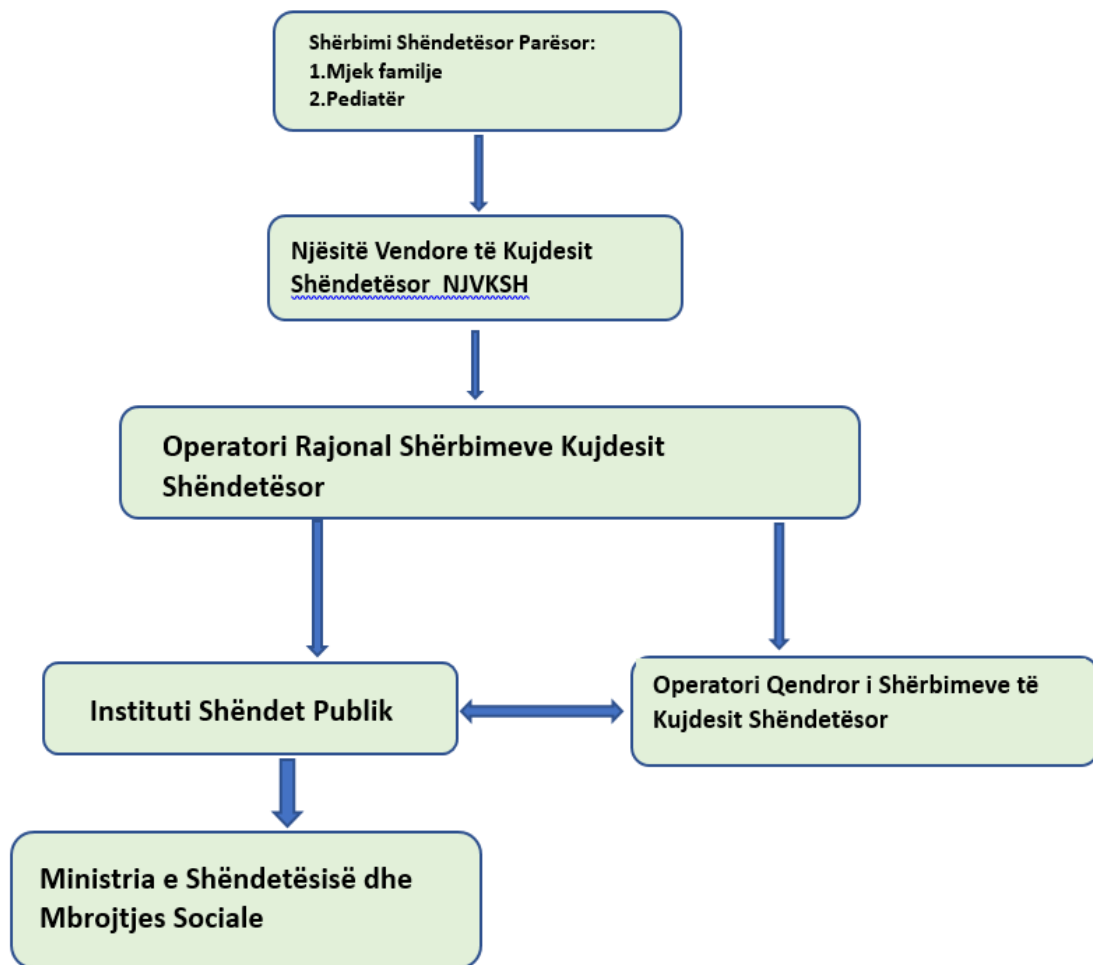 Shërbimi Shëndetësor Parësor:
1.Mjek familje
2.Pediatër
Njësitë Vendore të Kujdesit
Shëndetësor NJVKSH
Operatori Rajonal Shërbimeve Kujdesit
Shëndetësor
Instituti Shëndet Publik
Operatori Qendror i Shërbimeve të
Kujdesit Shëndetësor
Ministria e Shëndetësisë dhe
Mbrojtjes Sociale